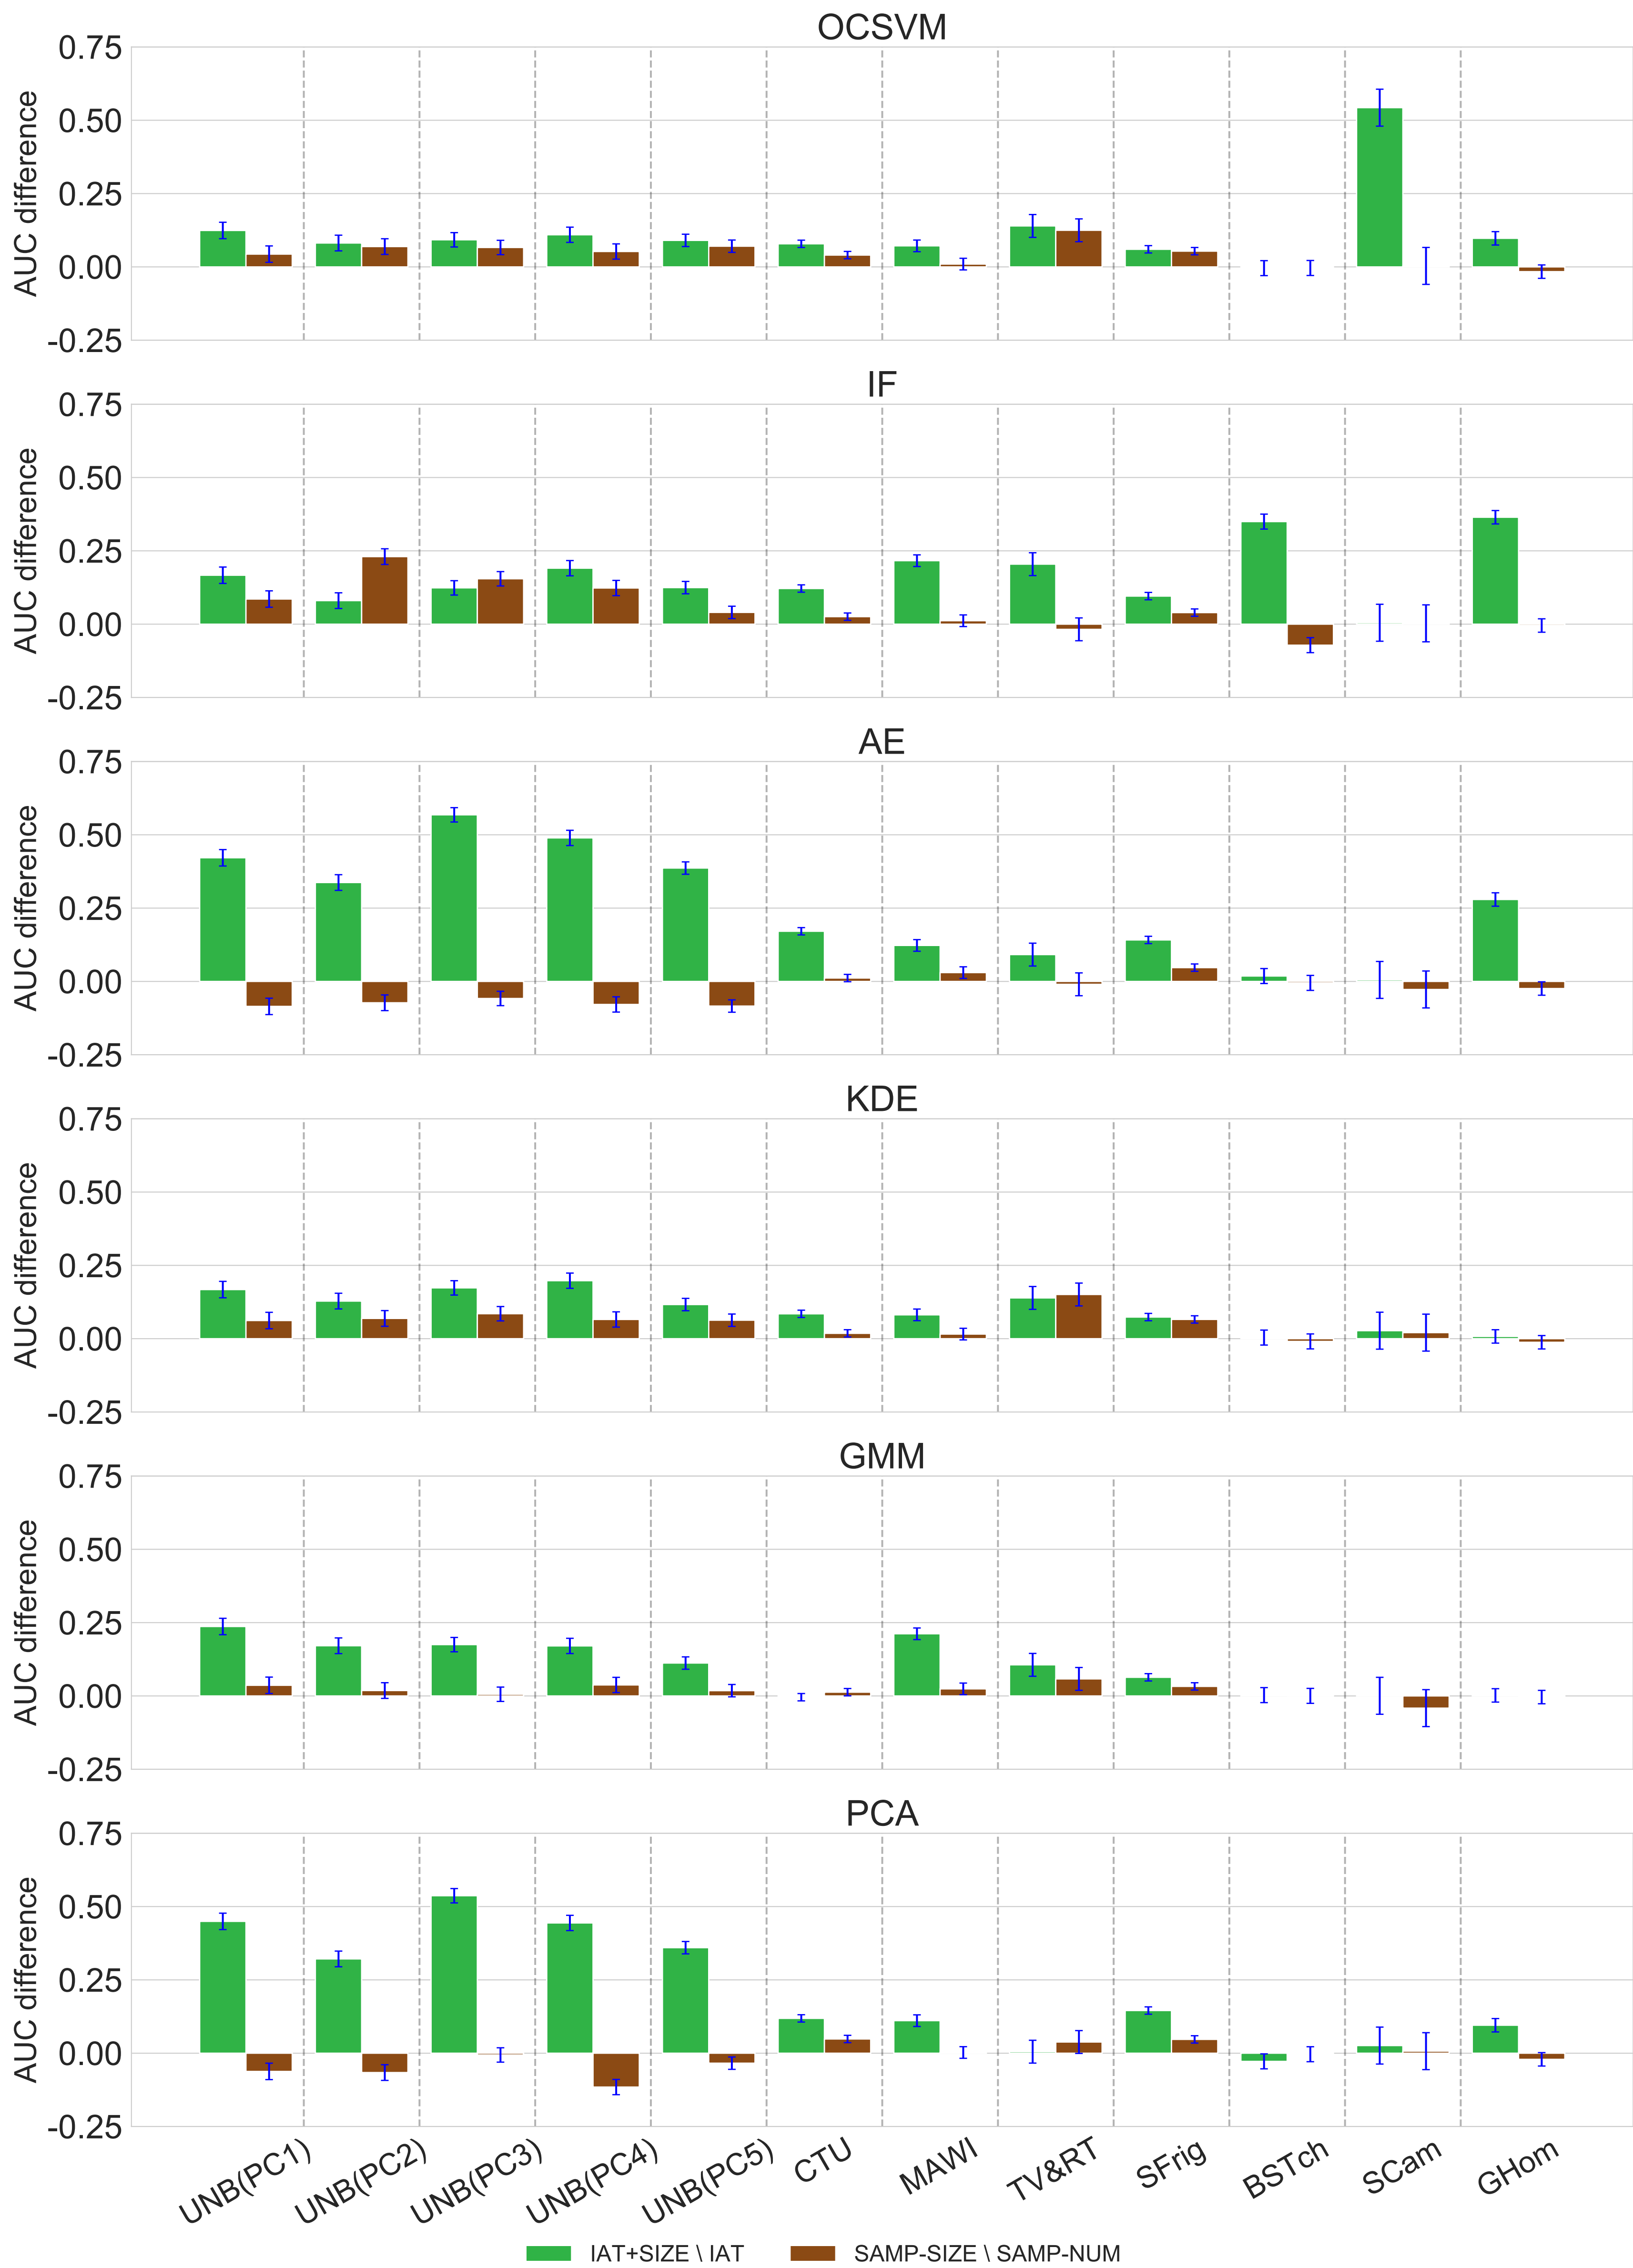 OCSVM
0.75
0.50
0.25
0.00
-0.25
AUC difference
IF
0.75
0.50
0.25
0.00
-0.25
AUC difference
AE
0.75
0.50
0.25
0.00
-0.25
AUC difference
KDE
0.75
0.50
0.25
0.00
-0.25
AUC difference
GMM
0.75
0.50
0.25
0.00
-0.25
AUC difference
PCA
0.75
0.50
0.25
0.00
-0.25
AUC difference
UNB(PC1)
UNB(PC2)
UNB(PC3)
UNB(PC4)
UNB(PC5)
CTU
MAWI
TV&RT
SFrig
BSTch
SCam
GHom
IAT+SIZE \ IAT
SAMP-SIZE \ SAMP-NUM